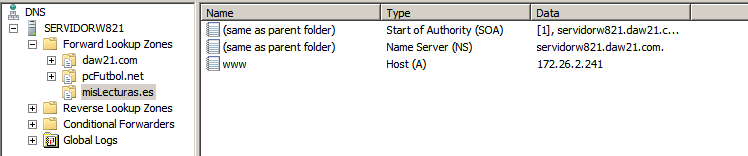 DNS
SERVIDORW821
Forward Lookup Zones
daw21.com
pcFutbol.net
misLecturas.es
Reverse Lookup Zones
Conditional Forwarders
Global Logs
Name Type Data
(same as parent folder) Start of Authority (SOA) [1], servidorw821.daw21.c...
(same as parent folder) Name Server (NS) servidorw821.daw21.com.
www Host (A) 172.26.2.241